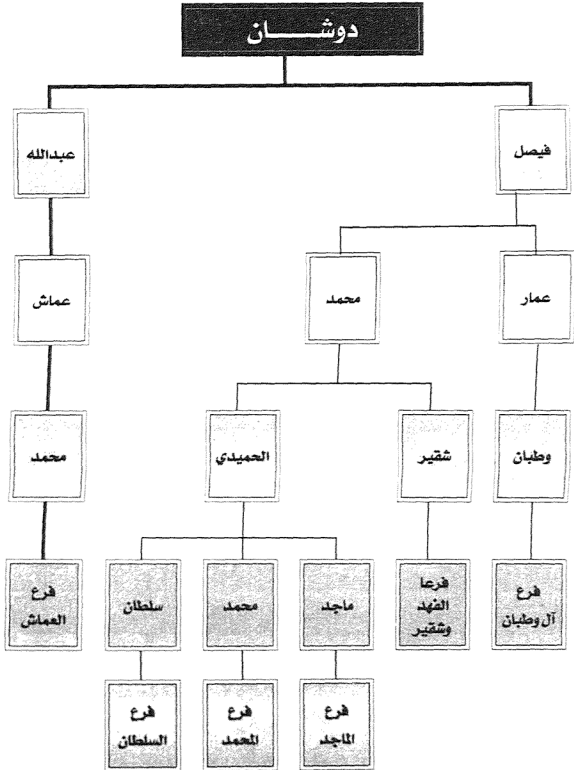 دوشــــــان
فيصل
عبدالله
عمار
محمد
عماش
وطبان
شقير
الحميدي
محمد
فرع
آل وطبان
فرعا
الفهد
وشقير
ماجد
محمد
سلطان
فرع
العماش
فرع
الماجد
فرع
المحمد
فرع
السلطان